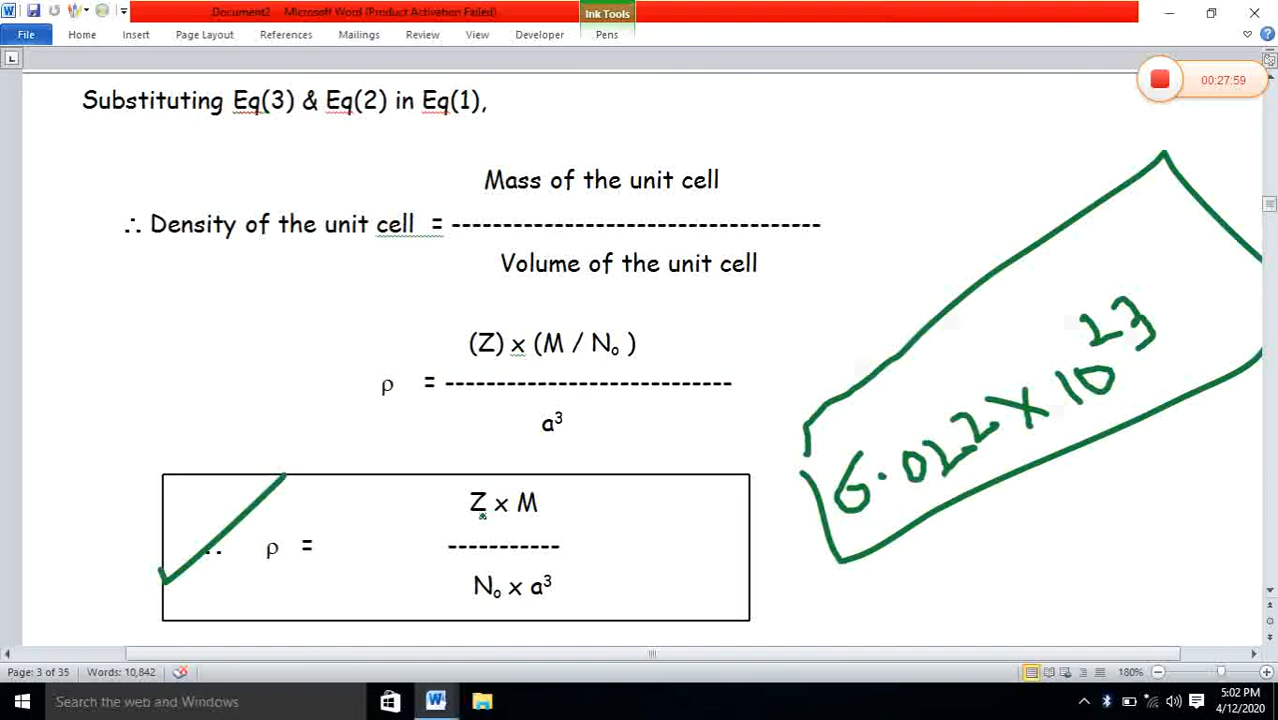 Document2 - Microsoft Word (Product Activation Failed)
Ink Tools
File Home Insert Page Layout References Mailings Review View Developer Pens
00:27:59
Substituting Eq(3) & Eq(2) in Eq(1),
Mass of the unit cell
∴ Density of the unit cell = ------------------------------------
Volume of the unit cell
(Z) x (M / N₀ )
ρ = ----------------------------
a³
Z x M
∴ ρ = -----------
N₀ x a³
6.022 X 10²³
Page: 3 of 35 Words: 10,842 180%
Search the web and Windows
5:02 PM
4/12/2020